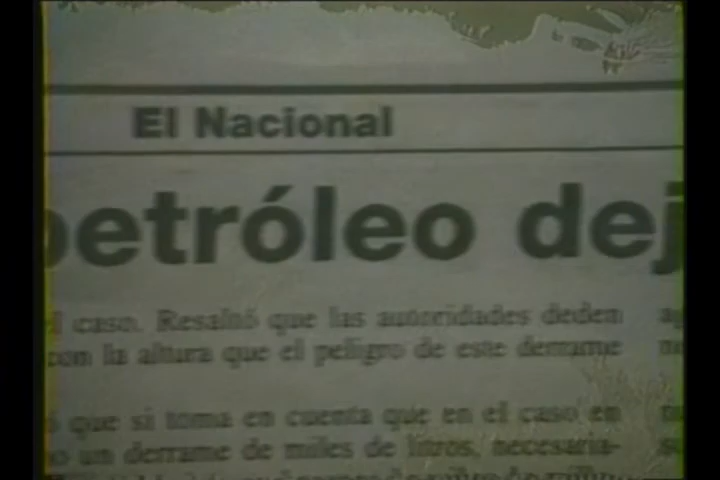 El Nacional
petróleo dej
el caso. Resaltó que las autoridades deden
con la altura que el peligro de este derrame
que si toma en cuenta que en el caso en
un derrame de miles de litros, necesaria-